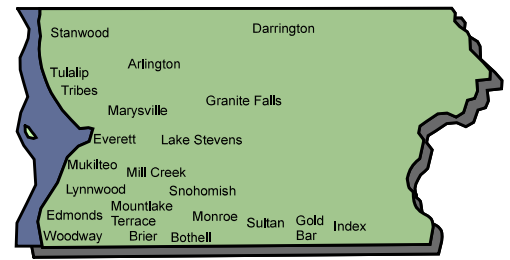 Stanwood
Darrington
Arlington
Tulalip
Tribes
Granite Falls
Marysville
Everett
Lake Stevens
Mukilteo
Mill Creek
Lynnwood
Snohomish
Mountlake
Terrace
Edmonds
Monroe
Sultan
Gold
Bar
Index
Woodway
Brier
Bothell